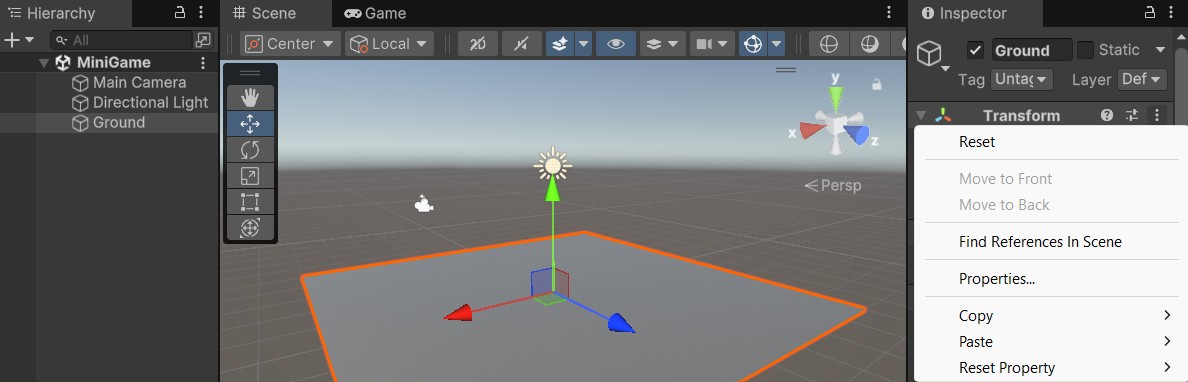 Hierarchy
All
MiniGame
Main Camera
Directional Light
Ground
Scene
Game
Center
Local
2D
y
x
z
Persp
Inspector
Ground
Static
Tag Untag Layer Def
Transform
Reset
Move to Front
Move to Back
Find References In Scene
Properties...
Copy
Paste
Reset Property